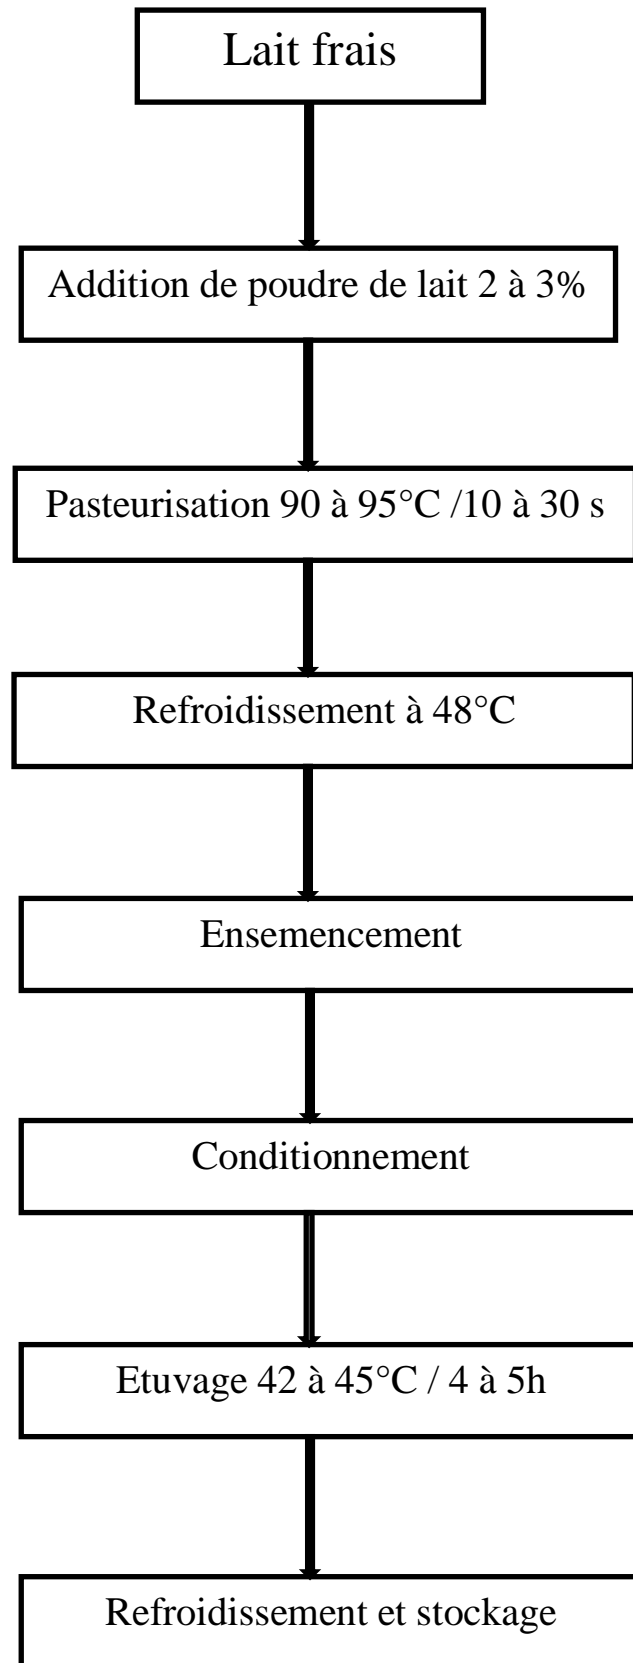 Lait frais
Addition de poudre de lait 2 à 3%
Pasteurisation 90 à 95°C /10 à 30 s
Refroidissement à 48°C
Ensemencement
Conditionnement
Etuvage 42 à 45°C / 4 à 5h
Refroidissement et stockage